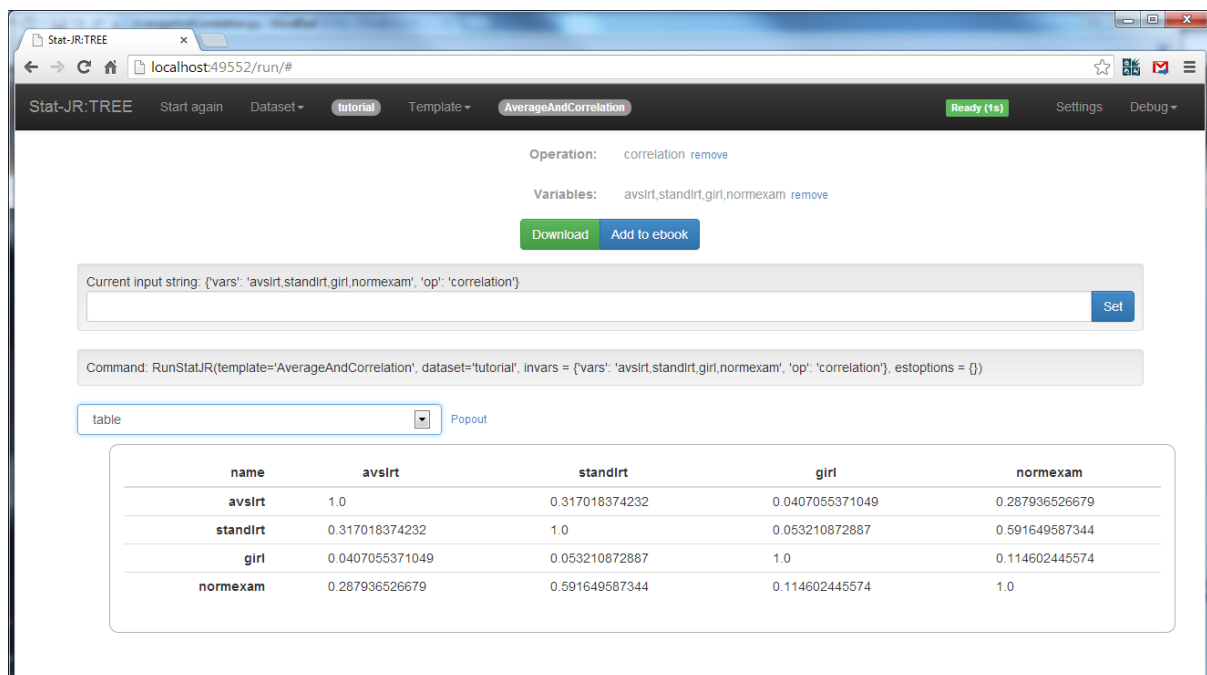 Stat-JR:TREE
localhost:49552/run/#
Stat-JR:TREE Start again Dataset tutorial Template AverageAndCorrelation Ready (1s) Settings Debug
Operation: correlation remove
Variables: avslrt,standlrt,girl,normexam remove
Download Add to ebook
Current input string: {'vars': 'avslrt,standlrt,girl,normexam', 'op': 'correlation'}
Set
Command: RunStatJR(template='AverageAndCorrelation', dataset='tutorial', invars = {'vars': 'avslrt,standlrt,girl,normexam', 'op': 'correlation'}, estoptions = {})
table Popout
name avslrt standlrt girl normexam
avslrt 1.0 0.317018374232 0.0407055371049 0.287936526679
standlrt 0.317018374232 1.0 0.053210872887 0.591649587344
girl 0.0407055371049 0.053210872887 1.0 0.114602445574
normexam 0.287936526679 0.591649587344 0.114602445574 1.0